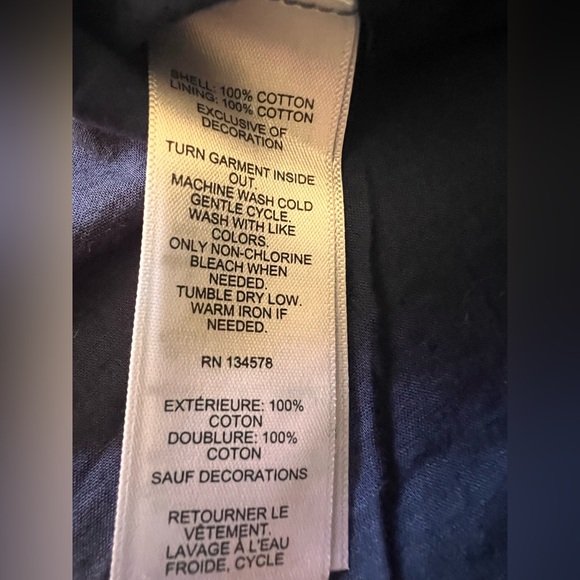 SHELL: 100% COTTON
LINING: 100% COTTON
EXCLUSIVE OF
DECORATION
TURN GARMENT INSIDE
OUT.
MACHINE WASH COLD
GENTLE CYCLE.
WASH WITH LIKE
COLORS.
ONLY NON-CHLORINE
BLEACH WHEN
NEEDED.
TUMBLE DRY LOW.
WARM IRON IF
NEEDED.
RN 134578
EXTÉRIEURE: 100%
COTON
DOUBLURE: 100%
COTON
SAUF DECORATIONS
RETOURNER LE
VÊTEMENT.
LAVAGE À L'EAU
FROIDE, CYCLE